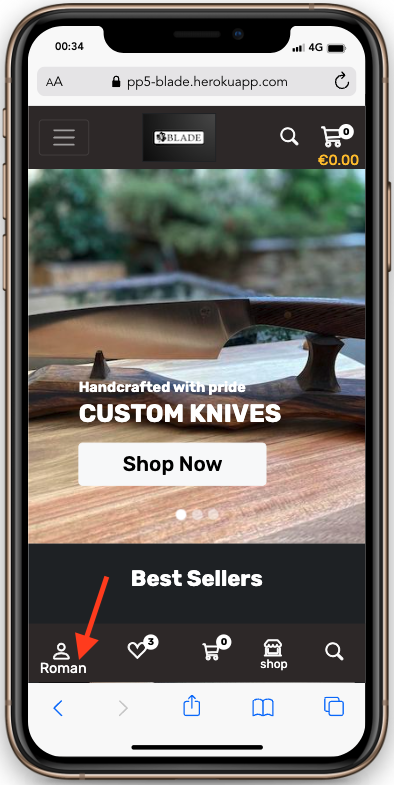 00:34
4G
AA
pp5-blade.herokuapp.com
BLADE
0
€0.00
Handcrafted with pride
CUSTOM KNIVES
Shop Now
Best Sellers
3
0
Roman
shop